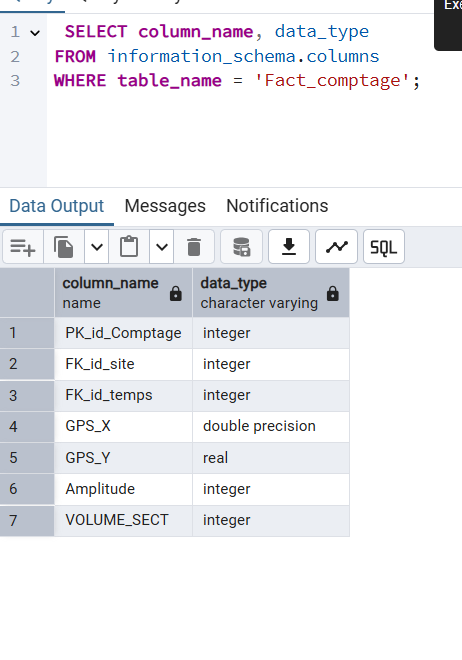 Exe
1 SELECT column_name, data_type
2 FROM information_schema.columns
3 WHERE table_name = 'Fact_comptage';
Data Output Messages Notifications
SQL
column_name data_type
name character varying
1 PK_id_Comptage integer
2 FK_id_site integer
3 FK_id_temps integer
4 GPS_X double precision
5 GPS_Y real
6 Amplitude integer
7 VOLUME_SECT integer